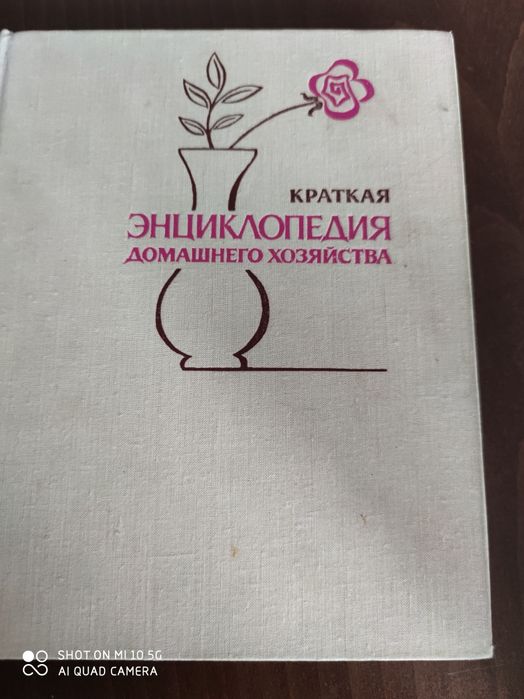 КРАТКАЯ
ЭНЦИКЛОПЕДИЯ
ДОМАШНЕГО ХОЗЯЙСТВА
SHOT ON MI 10 5G
AI QUAD CAMERA